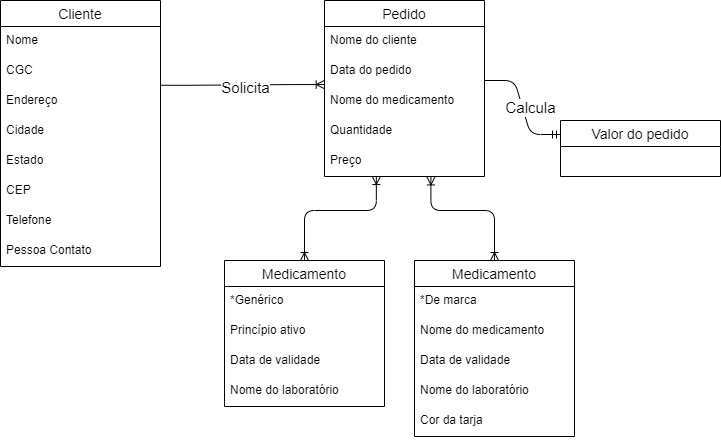 Cliente
Nome
CGC
Endereço
Cidade
Estado
CEP
Telefone
Pessoa Contato
Solicita
Pedido
Nome do cliente
Data do pedido
Nome do medicamento
Quantidade
Preço
Calcula
Valor do pedido
Medicamento
*Genérico
Princípio ativo
Data de validade
Nome do laboratório
Medicamento
*De marca
Nome do medicamento
Data de validade
Nome do laboratório
Cor da tarja